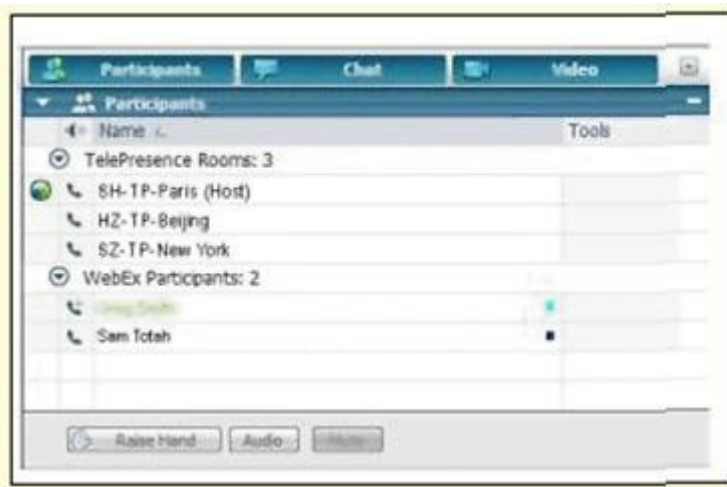 Participants Chat Video
Participants
Name Tools
TelePresence Rooms: 3
SH-TP-Paris (Host)
HZ-TP-Beijing
SZ-TP-New York
WebEx Participants: 2
Sam Totah
Raise Hand Audio